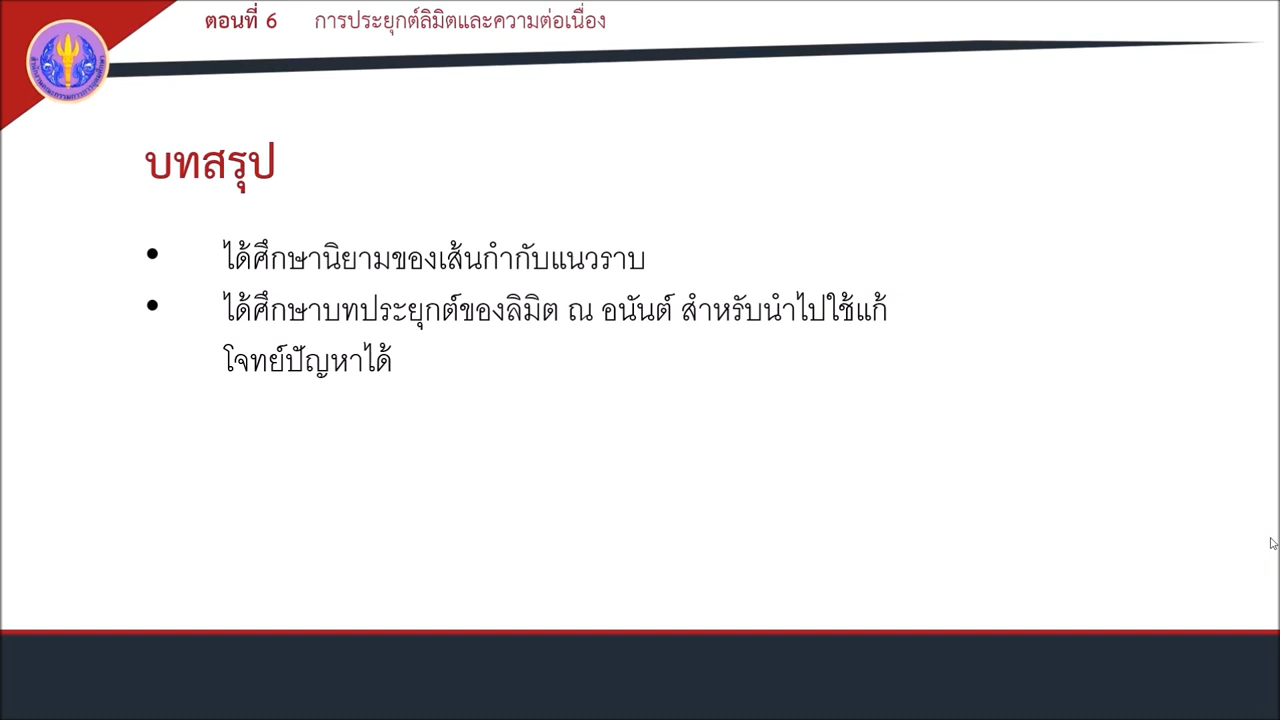 ตอนที่ 6 การประยุกต์ลิมิตและความต่อเนื่อง
บทสรุป
• ได้ศึกษานิยามของเส้นกำกับแนวราบ
• ได้ศึกษาบทประยุกต์ของลิมิต ณ อนันต์ สำหรับนำไปใช้แก้
โจทย์ปัญหาได้